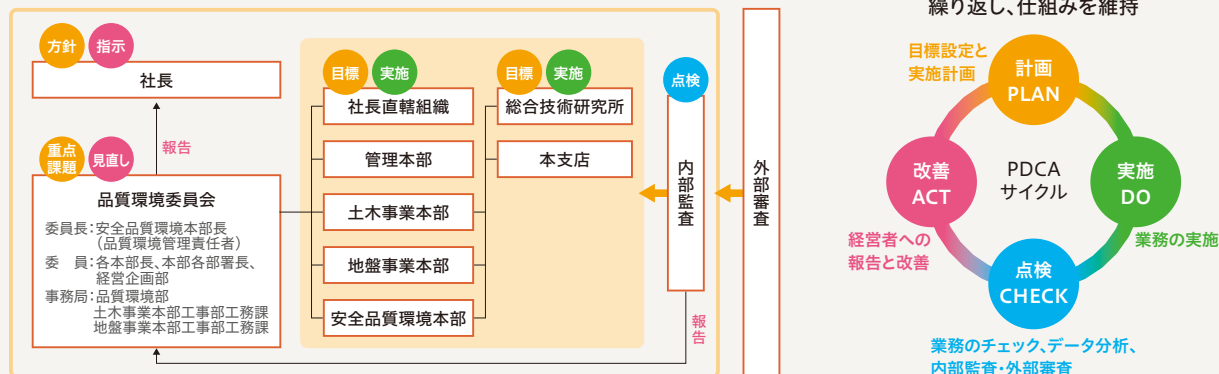 方針
指示
社長
報告
重点
課題
見直し
品質環境委員会
委員長：安全品質環境本部長
（品質環境管理責任者）
委　員：各本部長、本部各部署長、
経営企画部
事務局：品質環境部
土木事業本部工事部工務課
地盤事業本部工事部工務課
目標
実施
社長直轄組織
管理本部
土木事業本部
地盤事業本部
安全品質環境本部
目標
実施
総合技術研究所
本支店
点検
内部監査
報告
外部審査
繰り返し、仕組みを維持
目標設定と
実施計画
計画
PLAN
改善
ACT
PDCA
サイクル
実施
DO
経営者への
報告と改善
業務の実施
点検
CHECK
業務のチェック、データ分析、
内部監査・外部審査